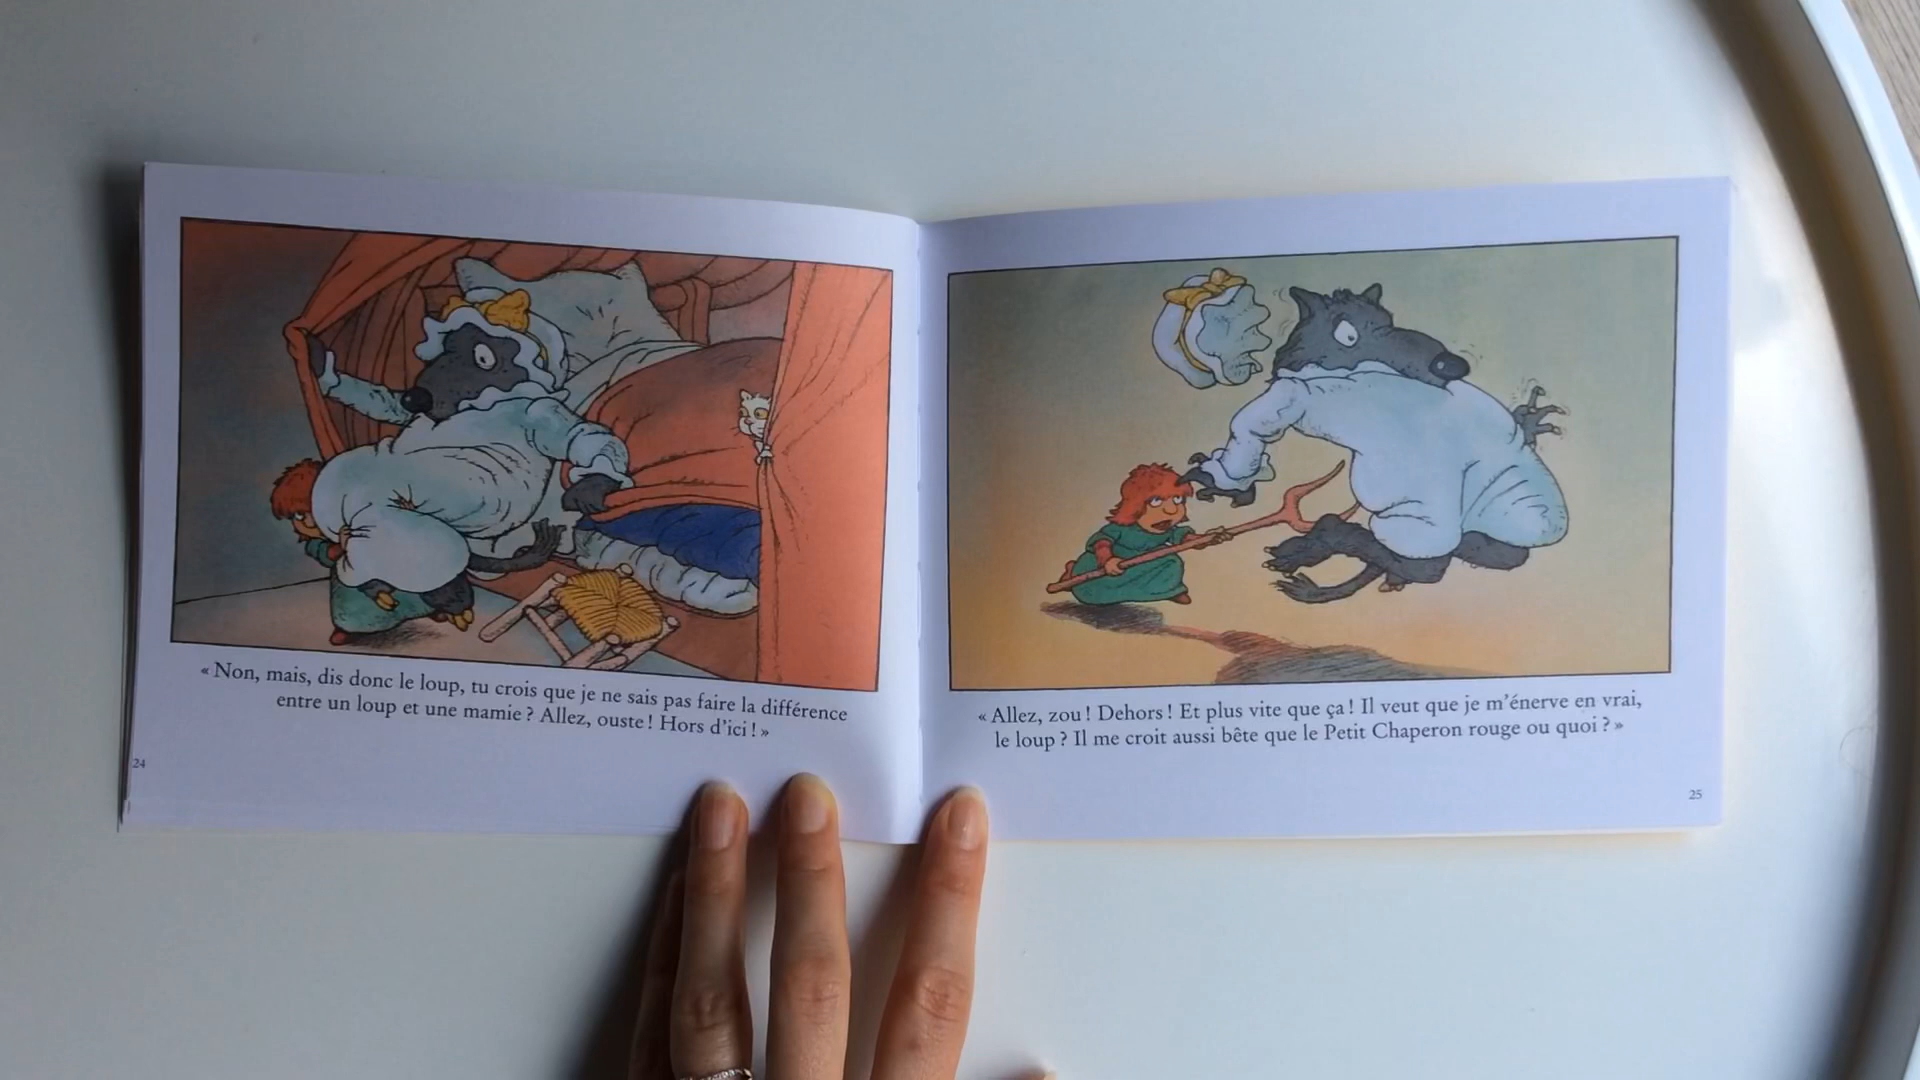 « Non, mais, dis donc le loup, tu crois que je ne sais pas faire la différence
entre un loup et une mamie ? Allez, ouste ! Hors d'ici ! »
24
« Allez, zou ! Dehors ! Et plus vite que ça ! Il veut que je m'énerve en vrai,
le loup ? Il me croit aussi bête que le Petit Chaperon rouge ou quoi ? »
25